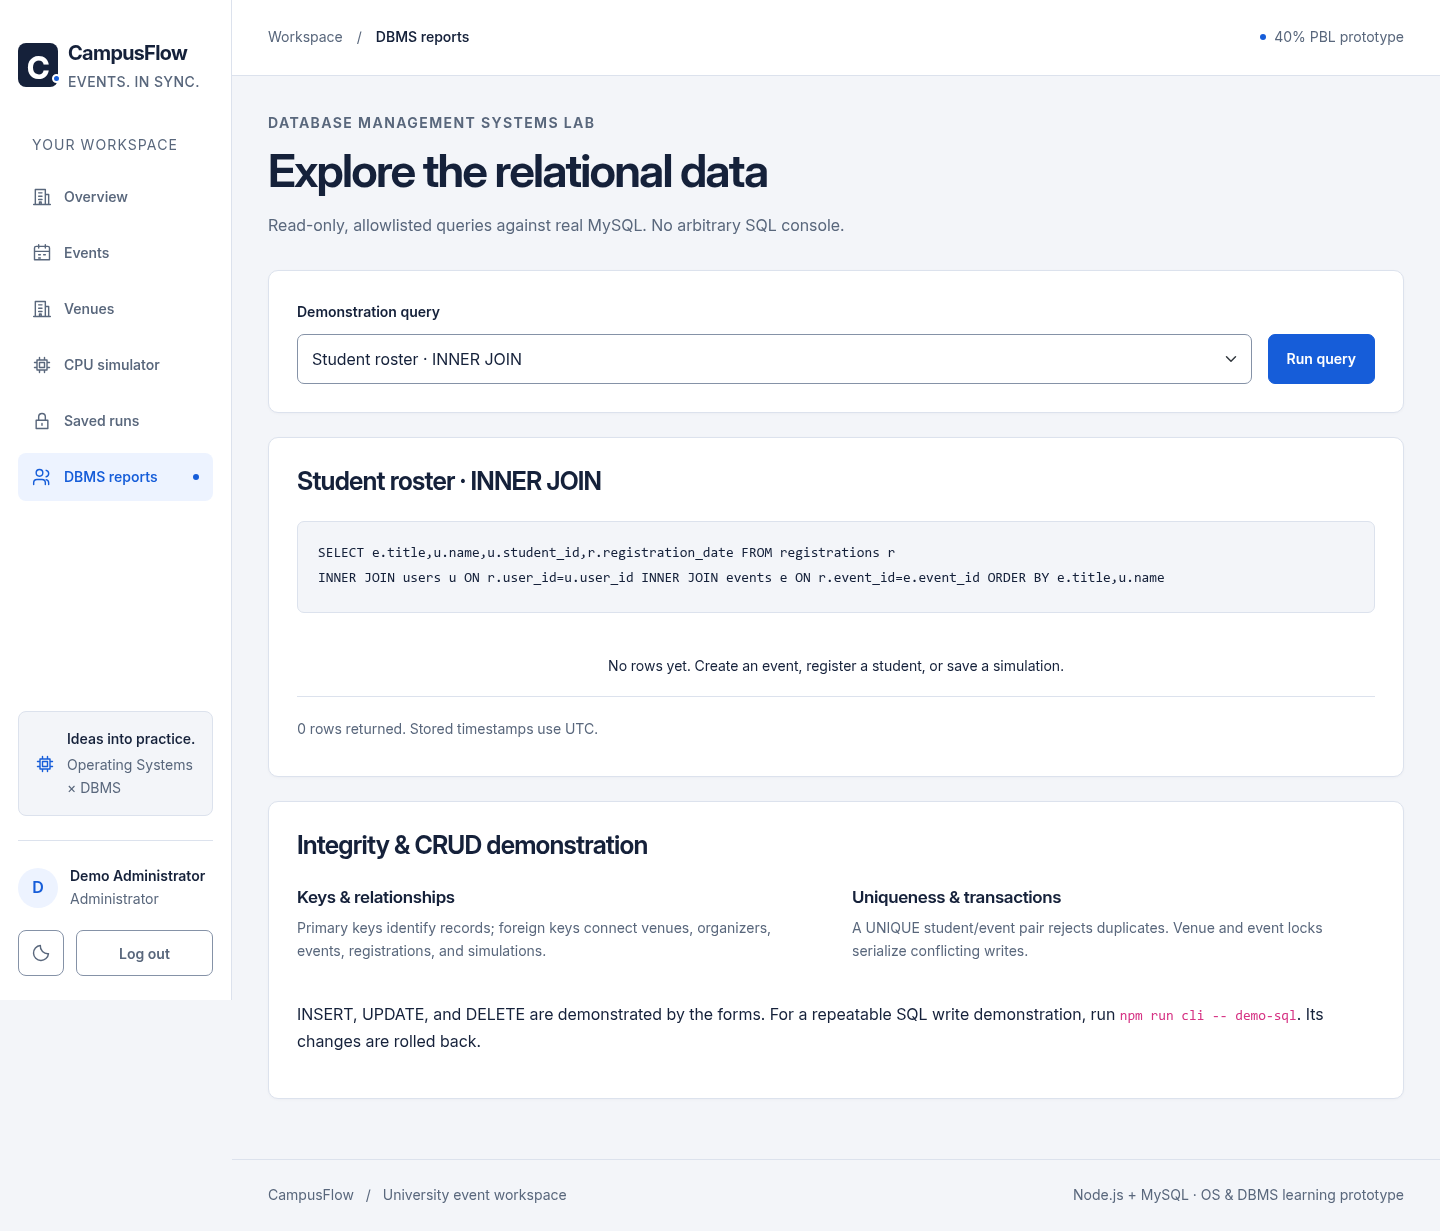 CampusFlow
EVENTS. IN SYNC.
YOUR WORKSPACE
Overview
Events
Venues
CPU simulator
Saved runs
DBMS reports
Ideas into practice.
Operating Systems
× DBMS
D
Demo Administrator
Administrator
Log out
Workspace / DBMS reports
40% PBL prototype
DATABASE MANAGEMENT SYSTEMS LAB
Explore the relational data
Read-only, allowlisted queries against real MySQL. No arbitrary SQL console.
Demonstration query
Student roster · INNER JOIN
Run query
Student roster · INNER JOIN
SELECT e.title,u.name,u.student_id,r.registration_date FROM registrations r
INNER JOIN users u ON r.user_id=u.user_id INNER JOIN events e ON r.event_id=e.event_id ORDER BY e.title,u.name
No rows yet. Create an event, register a student, or save a simulation.
0 rows returned. Stored timestamps use UTC.
Integrity & CRUD demonstration
Keys & relationships
Primary keys identify records; foreign keys connect venues, organizers,
events, registrations, and simulations.
Uniqueness & transactions
A UNIQUE student/event pair rejects duplicates. Venue and event locks
serialize conflicting writes.
INSERT, UPDATE, and DELETE are demonstrated by the forms. For a repeatable SQL write demonstration, run npm run cli -- demo-sql. Its
changes are rolled back.
CampusFlow / University event workspace
Node.js + MySQL · OS & DBMS learning prototype